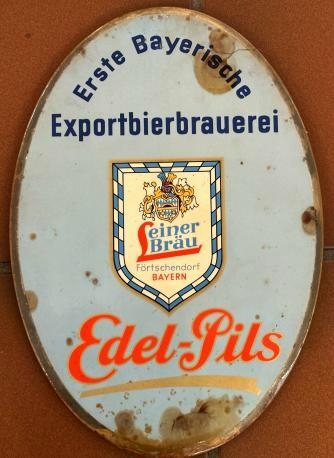 Erste Bayerische
Exportbierbrauerei
Leiner
Bräu
Förtschendorf
BAYERN
Edel-Pils